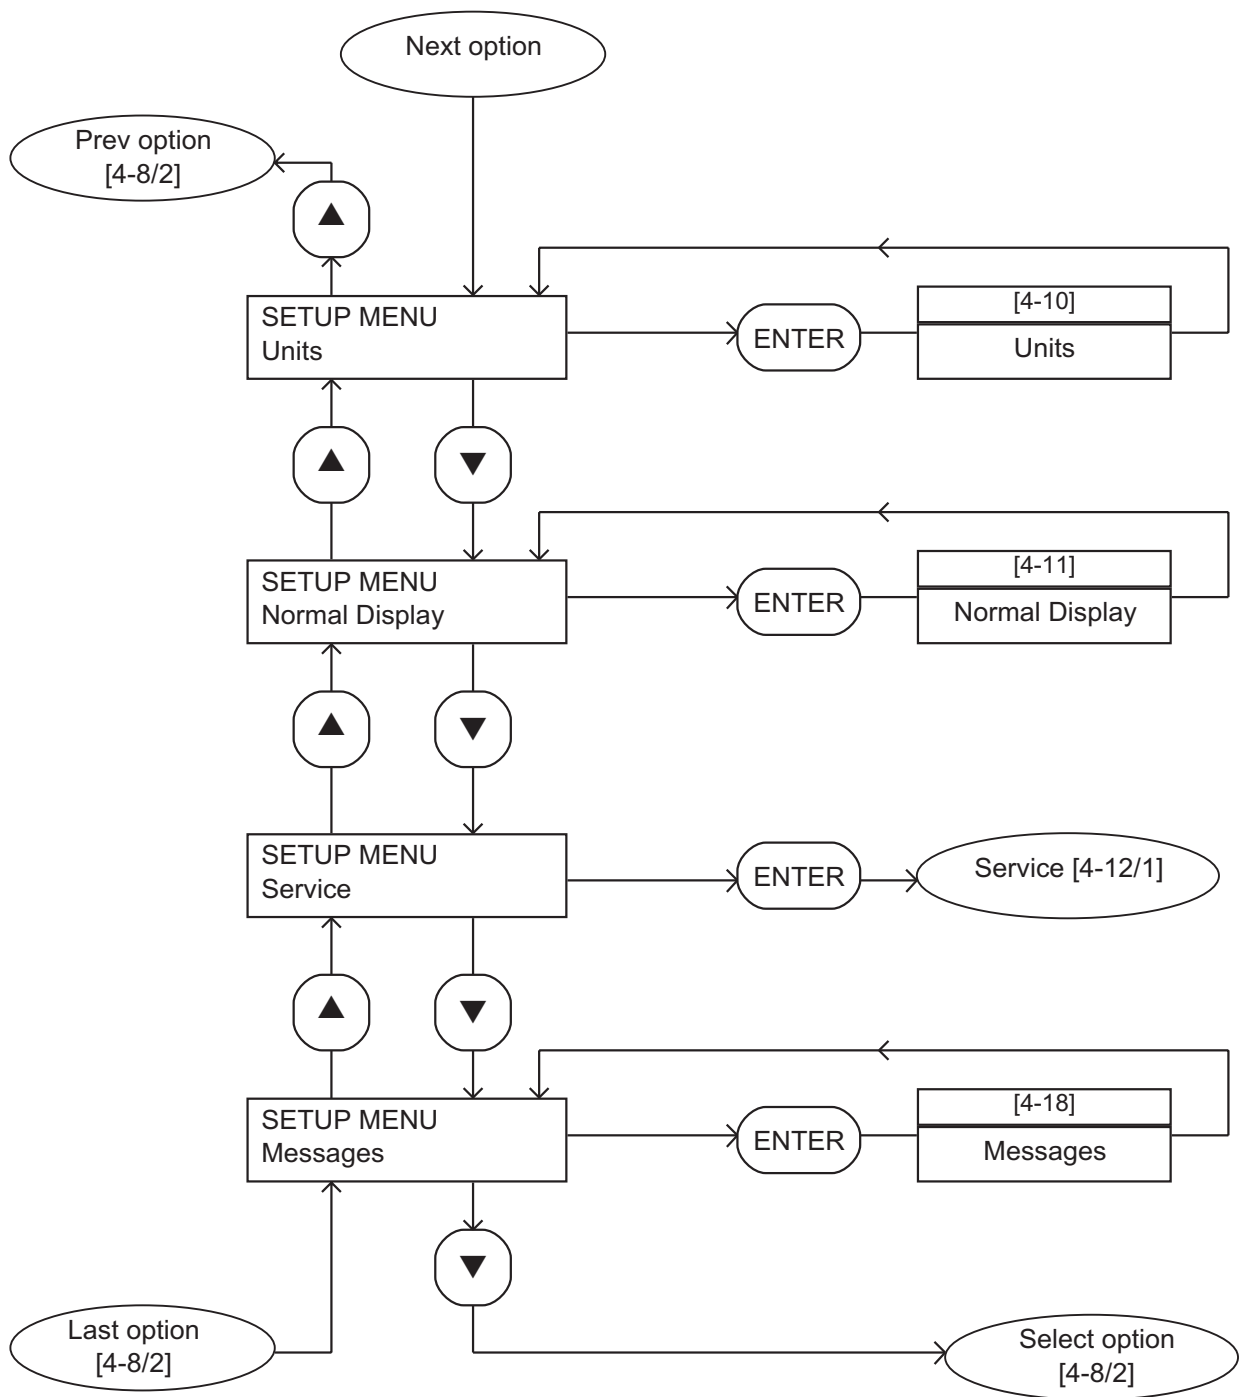 Next option
Prev option
[4-8/2]
SETUP MENU
Units
ENTER
[4-10]
Units
SETUP MENU
Normal Display
ENTER
[4-11]
Normal Display
SETUP MENU
Service
ENTER
Service [4-12/1]
SETUP MENU
Messages
ENTER
[4-18]
Messages
Last option
[4-8/2]
Select option
[4-8/2]